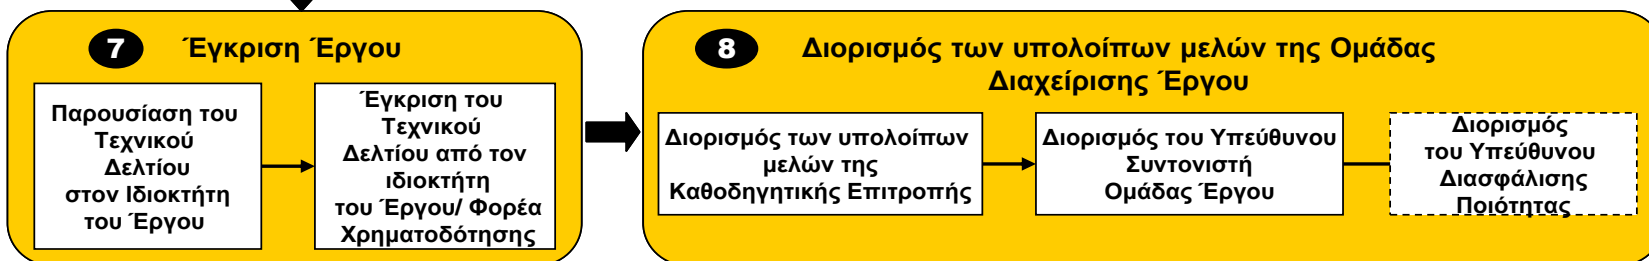 7 Έγκριση Έργου
Παρουσίαση του
Τεχνικού
Δελτίου
στον Ιδιοκτήτη
του Έργου
Έγκριση του
Τεχνικού
Δελτίου από τον
ιδιοκτήτη
του Έργου/ Φορέα
Χρηματοδότησης
8 Διορισμός των υπολοίπων μελών της Ομάδας
Διαχείρισης Έργου
Διορισμός των υπολοίπων
μελών της
Καθοδηγητικής Επιτροπής
Διορισμός του Υπεύθυνου
Συντονιστή
Ομάδας Έργου
Διορισμός
του Υπεύθυνου
Διασφάλισης
Ποιότητας